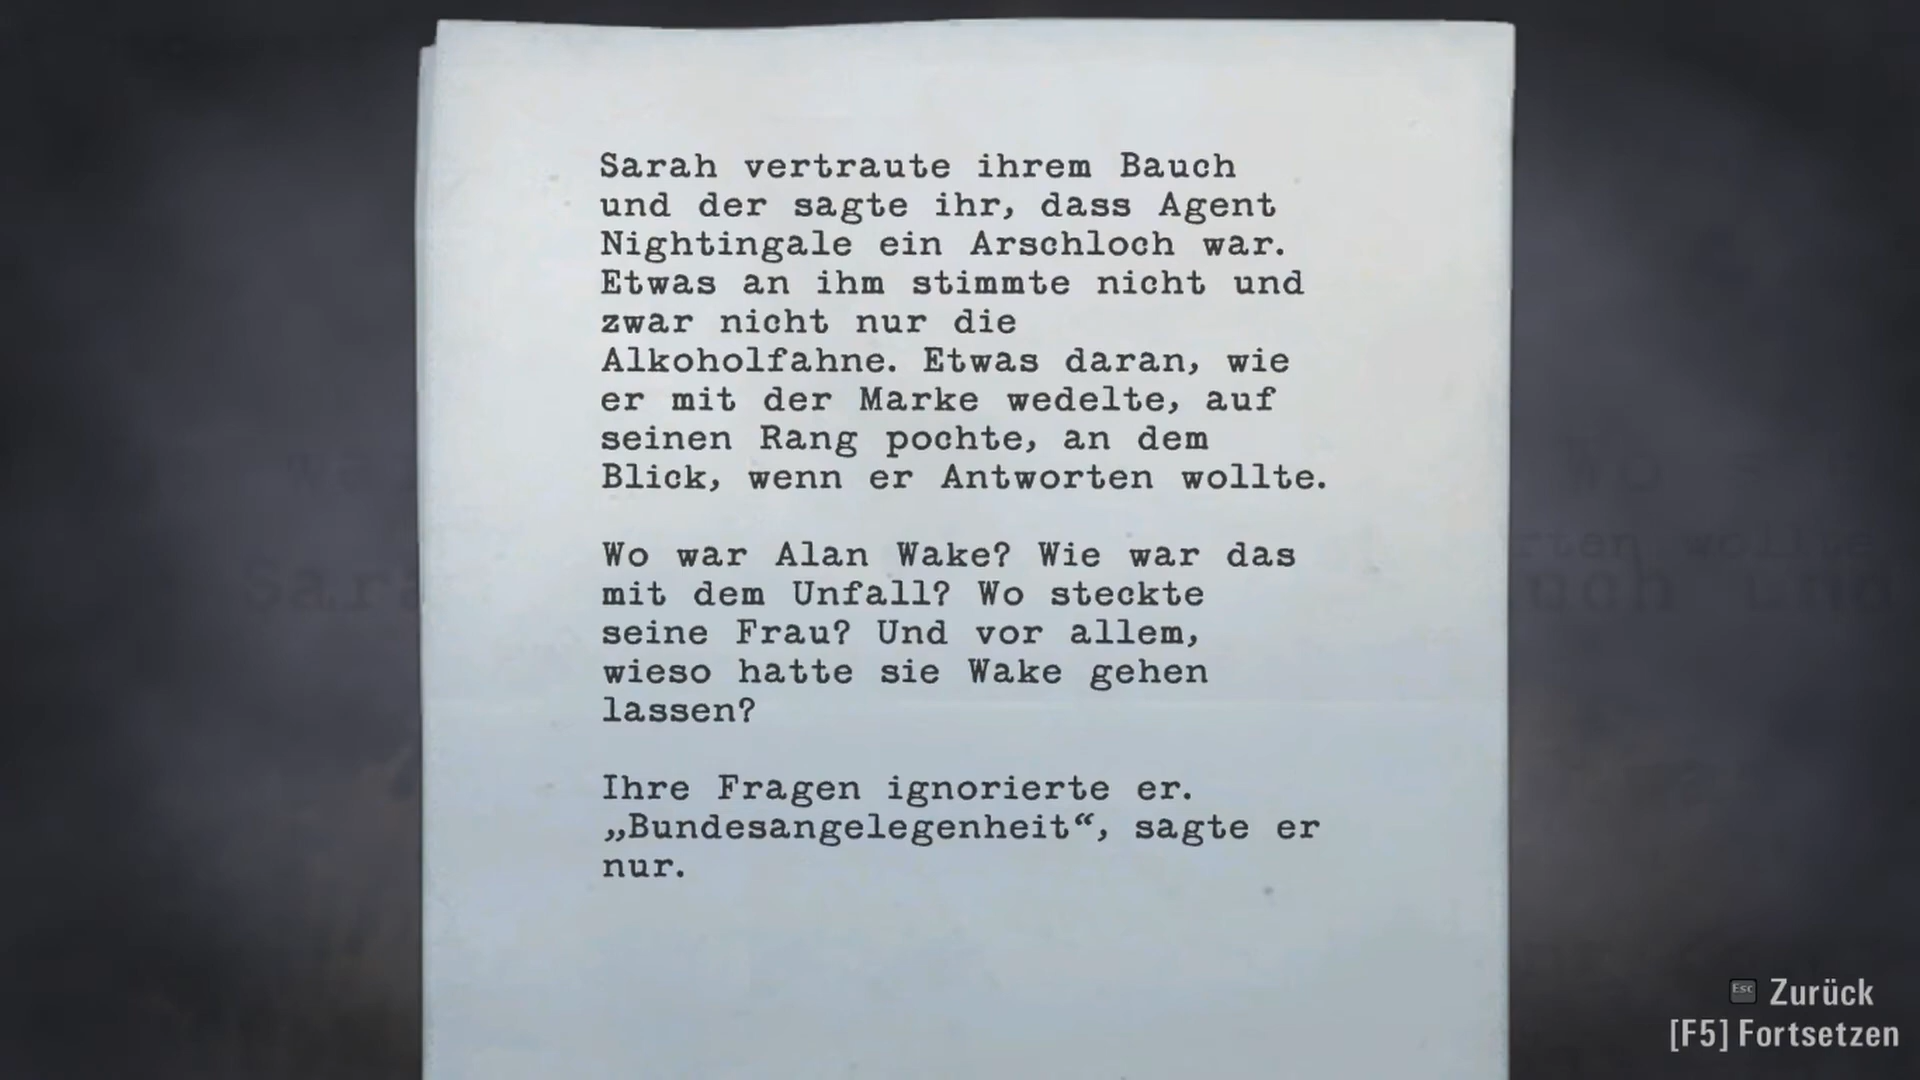 Sarah vertraute ihrem Bauch
und der sagte ihr, dass Agent
Nightingale ein Arschloch war.
Etwas an ihm stimmte nicht und
zwar nicht nur die
Alkoholfahne. Etwas daran, wie
er mit der Marke wedelte, auf
seinen Rang pochte, an dem
Blick, wenn er Antworten wollte.
Wo war Alan Wake? Wie war das
mit dem Unfall? Wo steckte
seine Frau? Und vor allem,
wieso hatte sie Wake gehen
lassen?
Ihre Fragen ignorierte er.
„Bundesangelegenheit“, sagte er
nur.
Esc Zurück
[F5] Fortsetzen